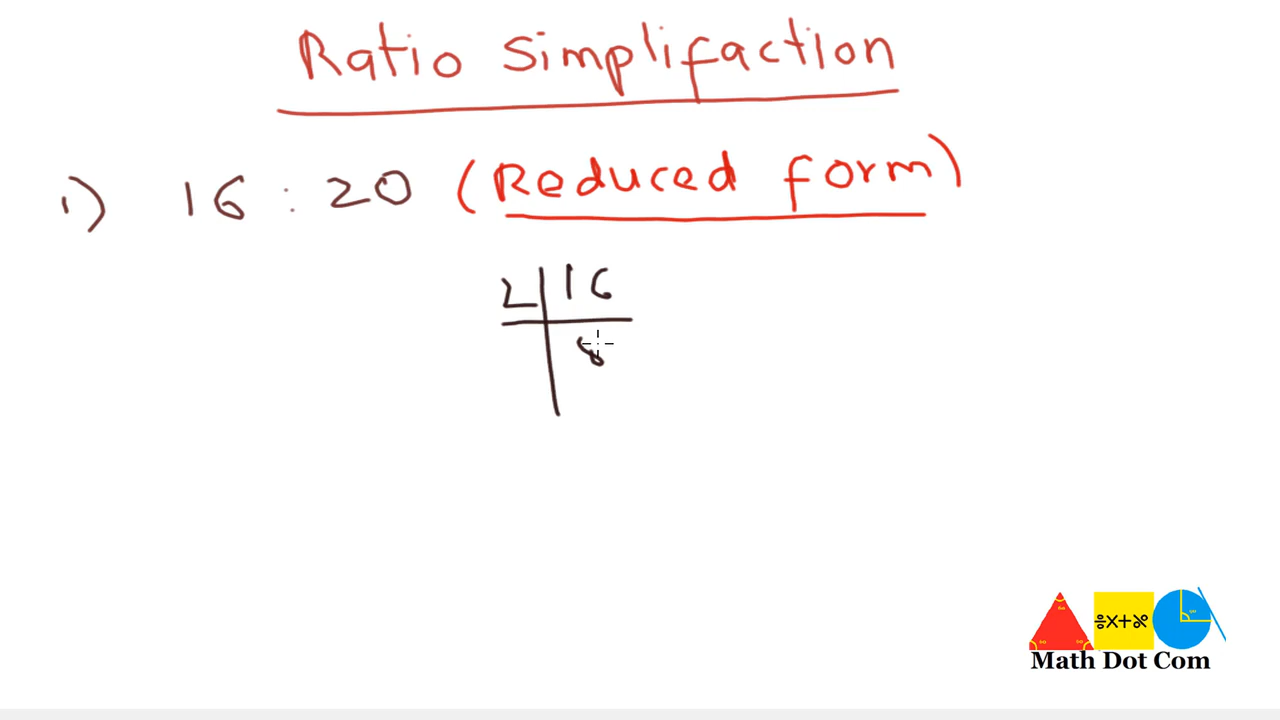 Ratio Simplifaction
1) 16 : 20 (Reduced form)
2 16
8
÷×+%
Math Dot Com